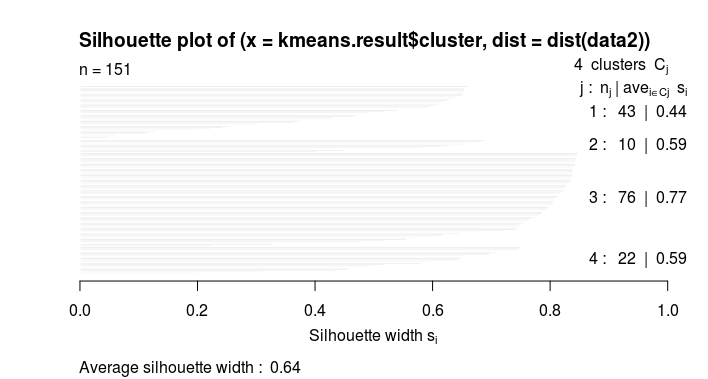 Silhouette plot of (x = kmeans.result$cluster, dist = dist(data2))
n = 151
4 clusters Cj
j : nj | avei∈Cj si
1 : 43 | 0.44
2 : 10 | 0.59
3 : 76 | 0.77
4 : 22 | 0.59
0.0 0.2 0.4 0.6 0.8 1.0
Silhouette width si
Average silhouette width : 0.64